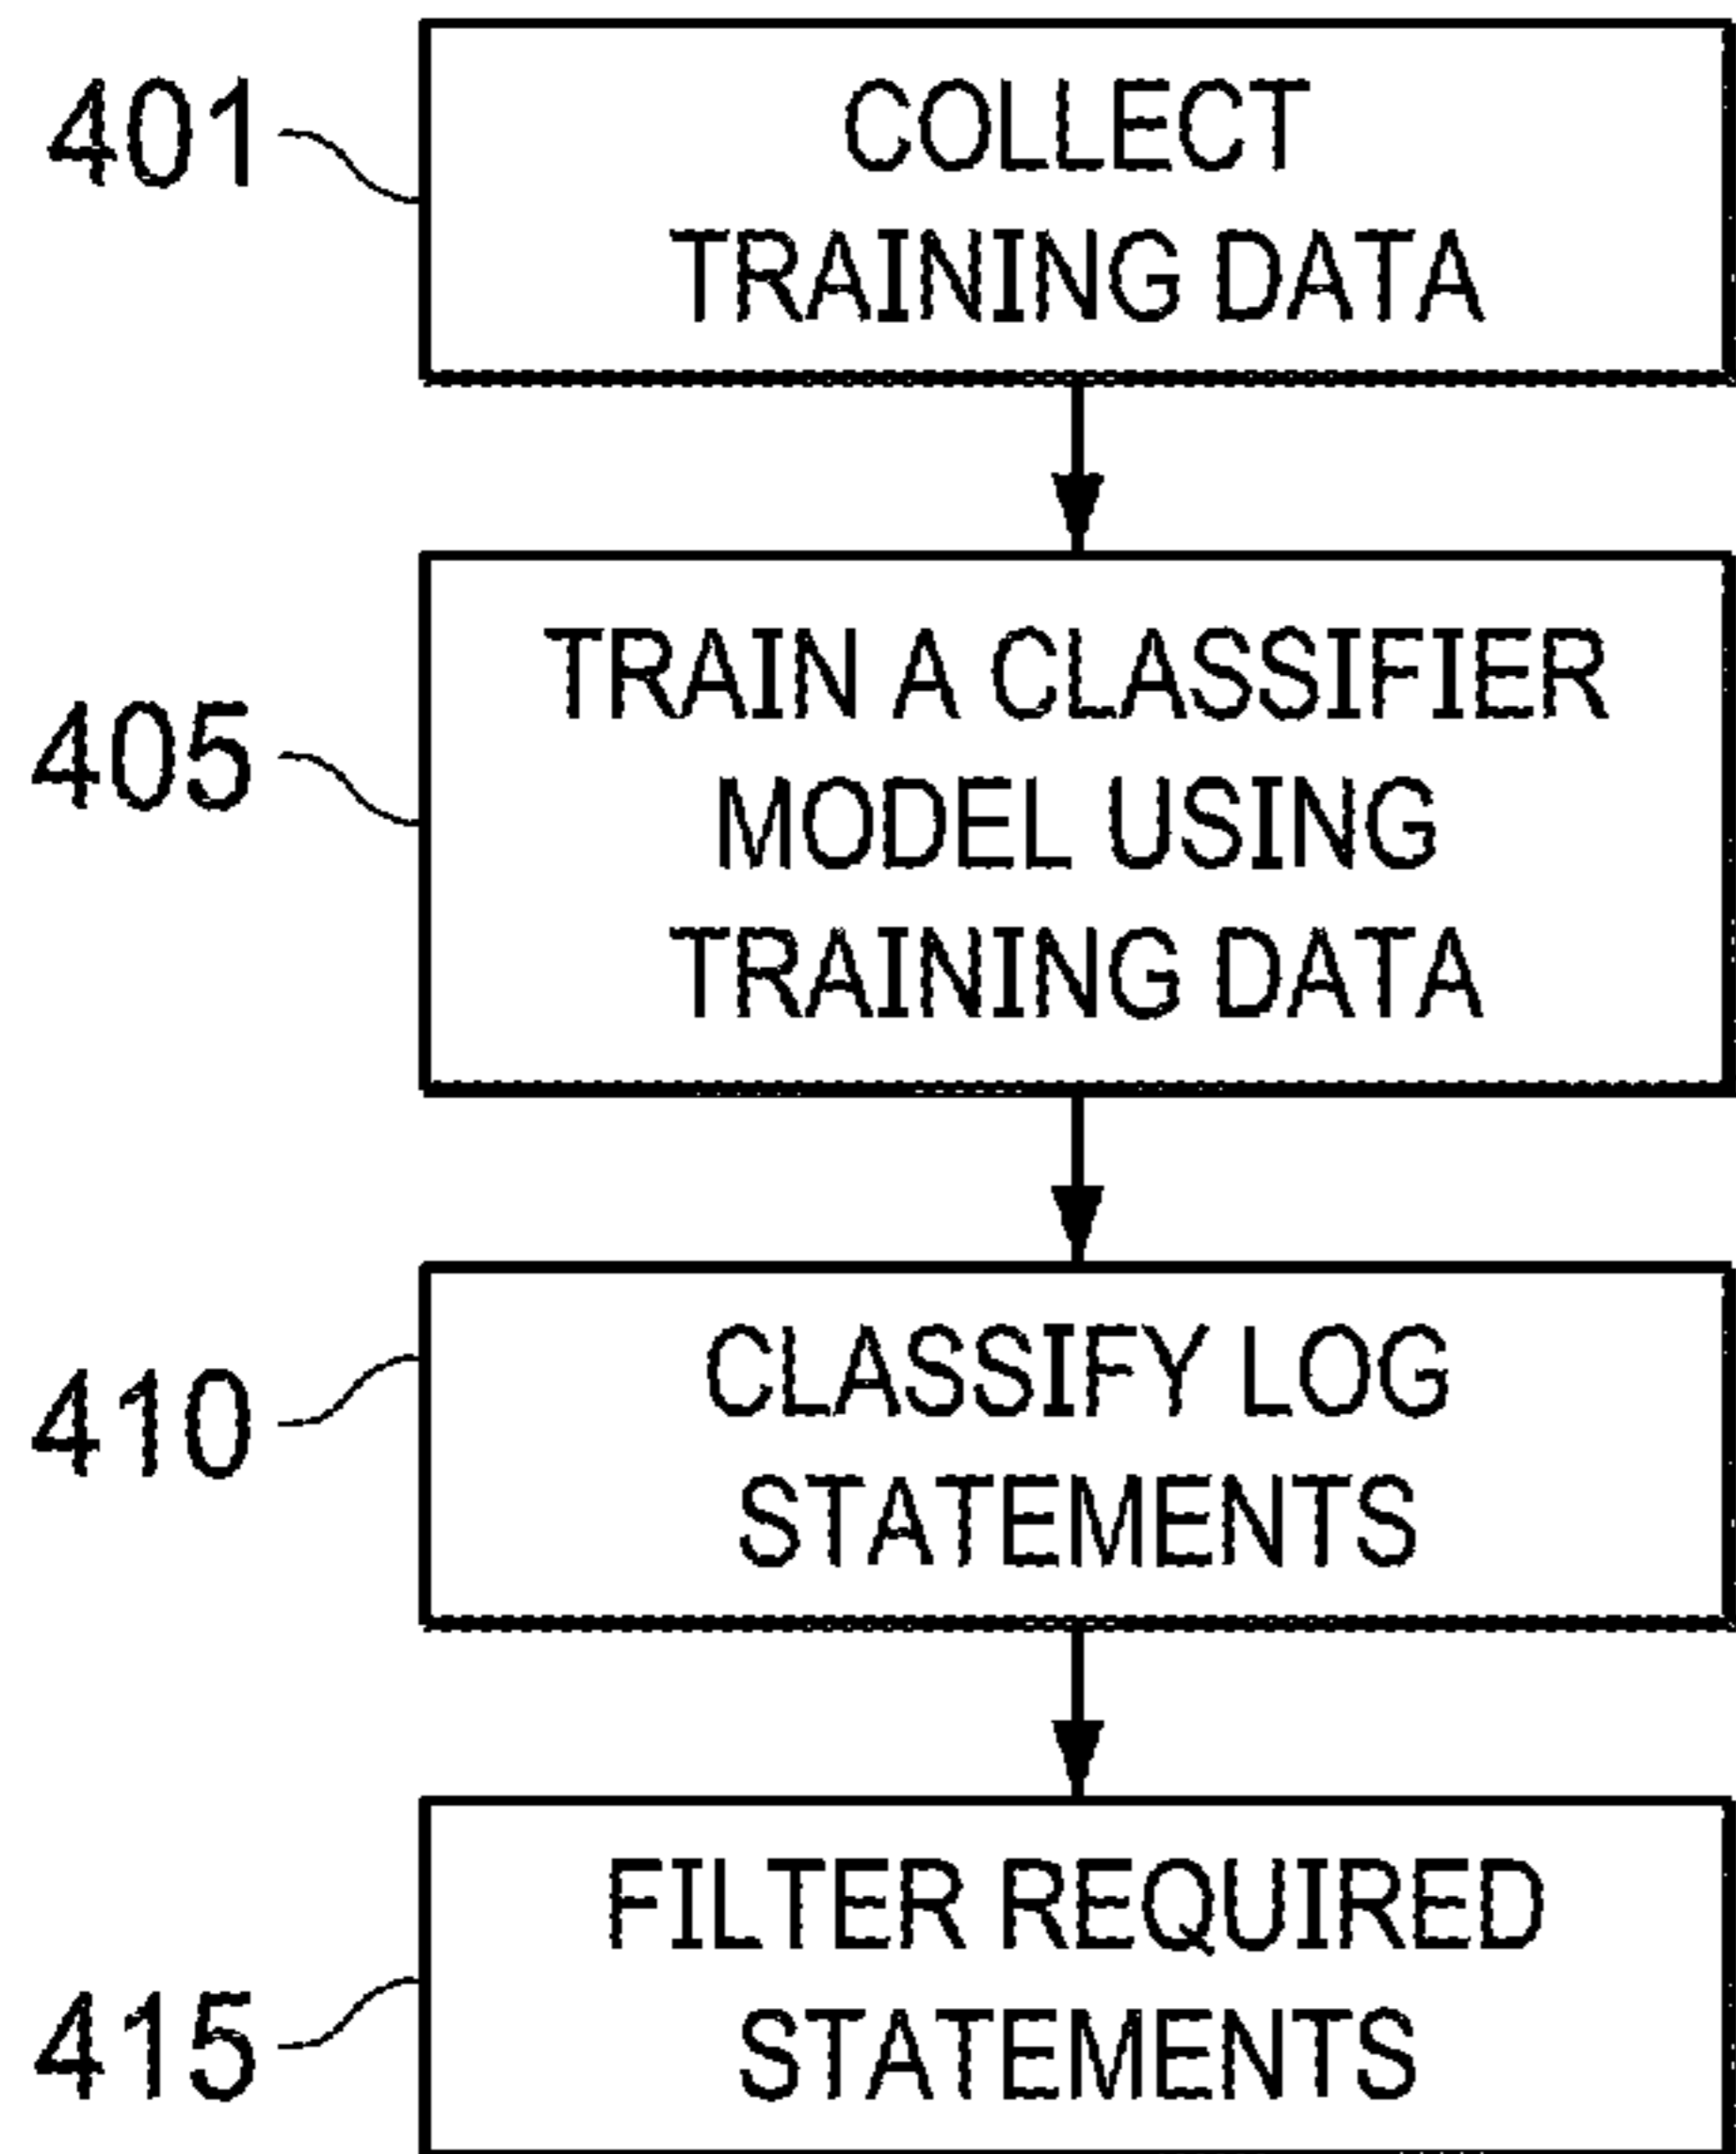 401
COLLECT
TRAINING DATA
405
TRAIN A CLASSIFIER
MODEL USING
TRAINING DATA
410
CLASSIFY LOG
STATEMENTS
415
FILTER REQUIRED
STATEMENTS